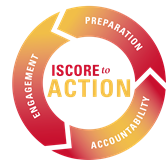 PREPARATION
ISCORE to
ACTION
ENGAGEMENT
ACCOUNTABILITY